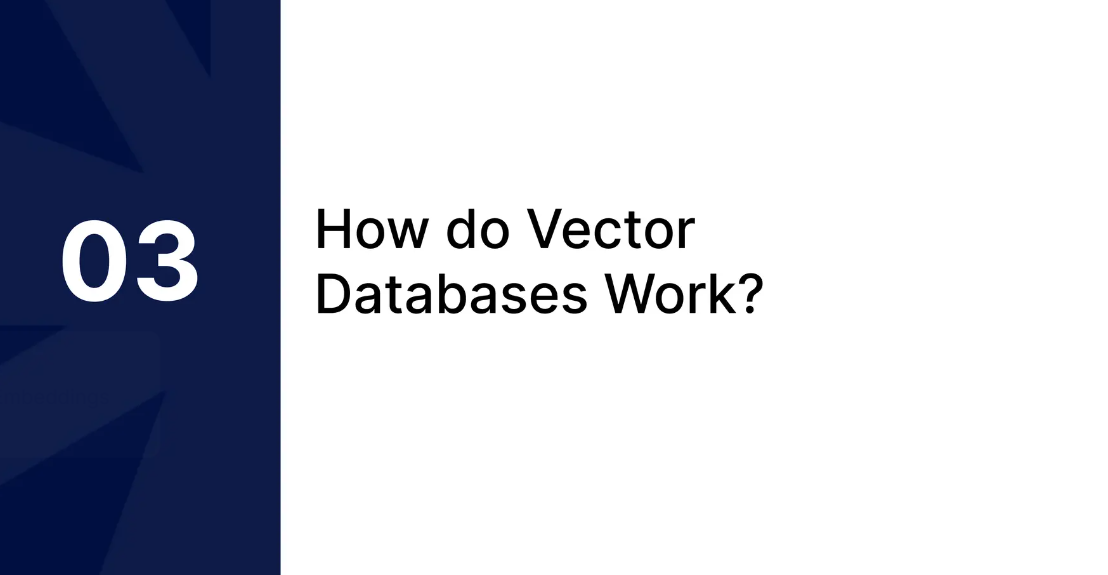 03
How do Vector
Databases Work?